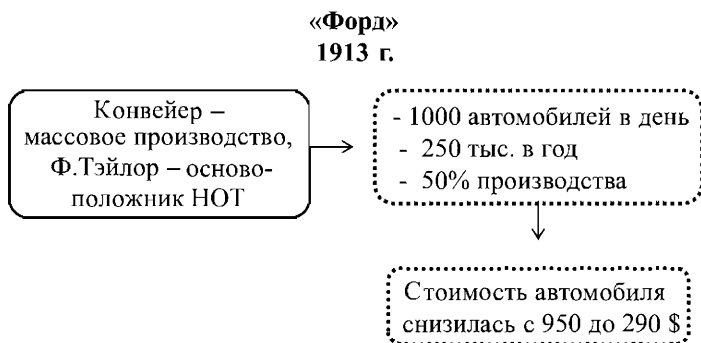 «Форд»
1913 г.
Конвейер –
массовое производство,
Ф.Тэйлор – осново-
положник НОТ
- 1000 автомобилей в день
- 250 тыс. в год
- 50% производства
Стоимость автомобиля
снизилась с 950 до 290 $